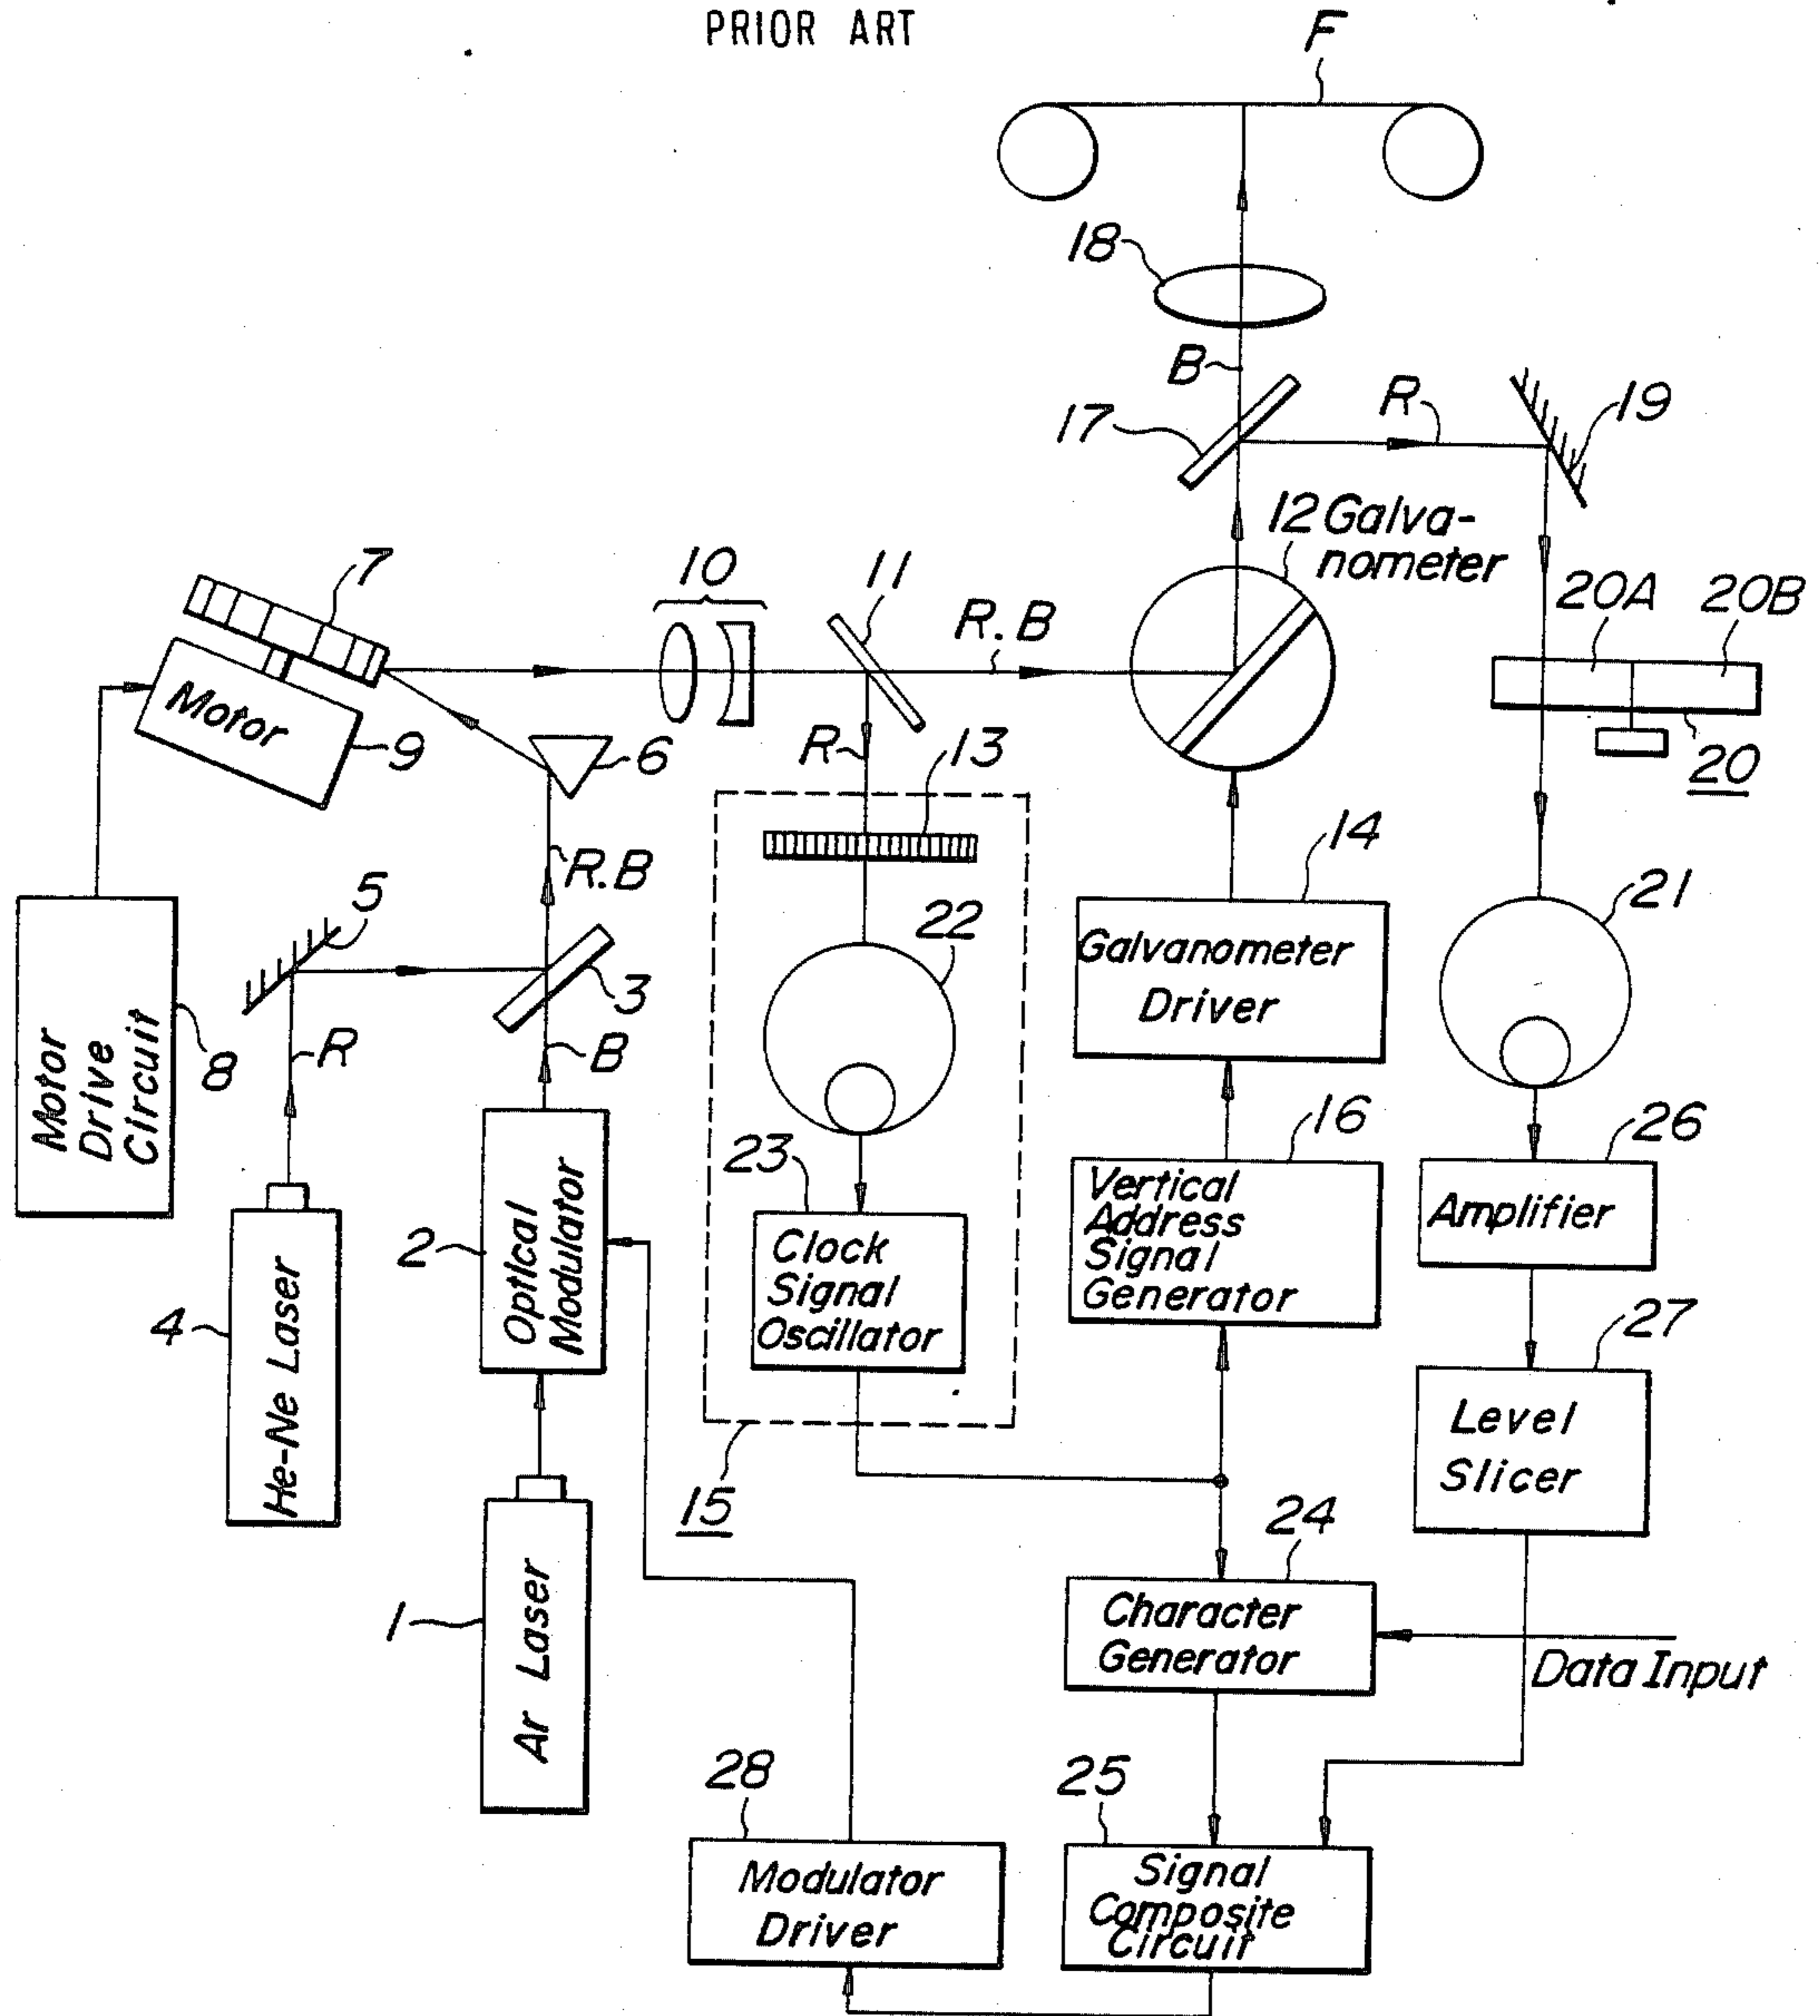 PRIOR ART
F
18
B
R
19
17
12 Galva-
nometer
20A
20B
7
10
11
R.B
Motor
9
6
R
13
20
14
5
R.B
22
21
3
Galvanometer
Driver
Motor
Drive
Circuit
8
R
B
16
26
23
Optical
Modulator
2
Vertical
Address
Signal
Generator
Amplifier
Clock
Signal
Oscillator
4
He-Ne Laser
27
Level
Slicer
15
24
1
Ar Laser
Character
Generator
Data Input
28
25
Modulator
Driver
Signal
Composite
Circuit